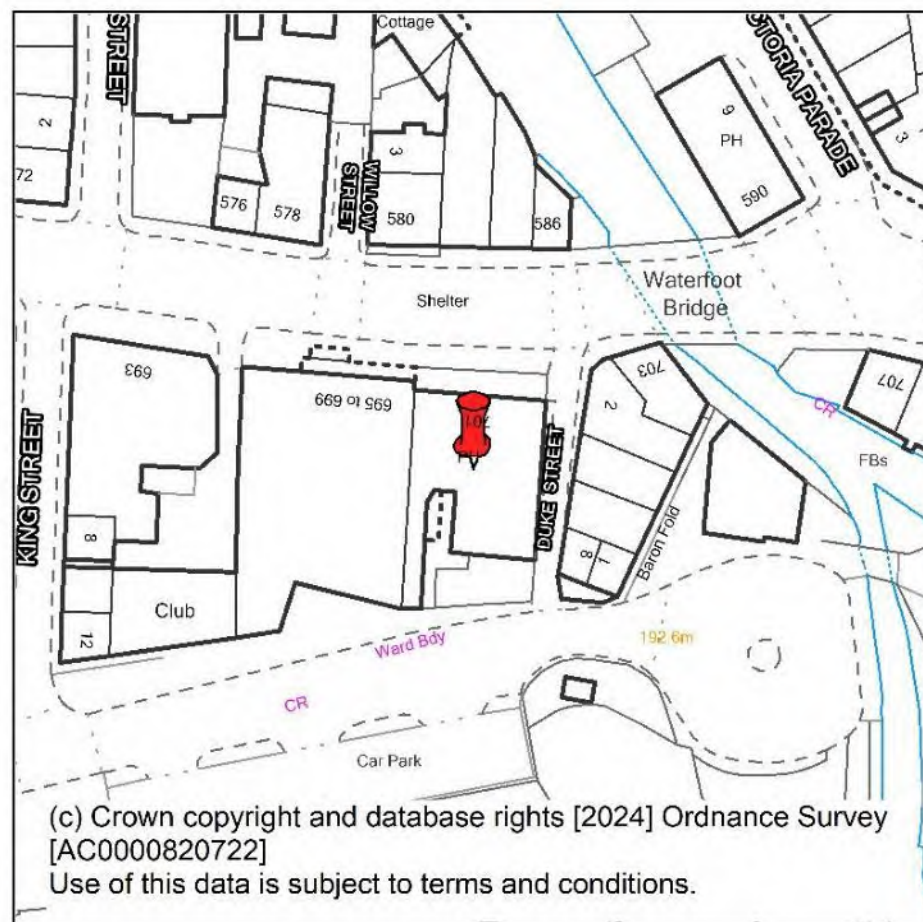 Cottage
STREET
CTORIA PARADE
2
72
576
578
WILLOW
STREET
3
580
586
9
PH
590
3
Shelter
Waterfoot
Bridge
KING STREET
693
695 to 699
701
DUKE STREET
2
703
707
CR
FBs
8
Club
12
8
1
Baron Fold
Ward Bdy
192.6m
CR
Car Park
(c) Crown copyright and database rights [2024] Ordnance Survey
[AC0000820722]
Use of this data is subject to terms and conditions.